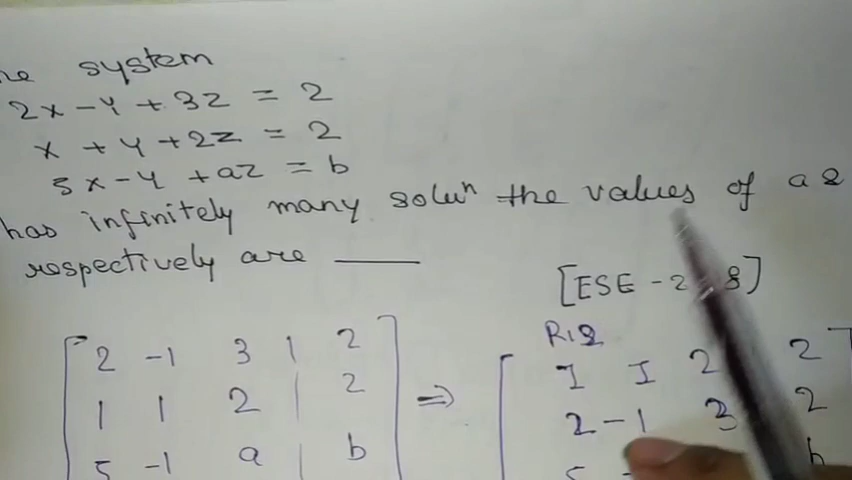 system
2x - y + 3z = 2
x + y + 2z = 2
5x - y + az = b
has infinitely many soluⁿ the values of a &
respectively are ____
[ESE - 2 8]
2 -1 3 | 2
1 1 2 | 2
5 -1 a | b
⇒
R12
1 1 2 2
2 -1 3 2
5 b